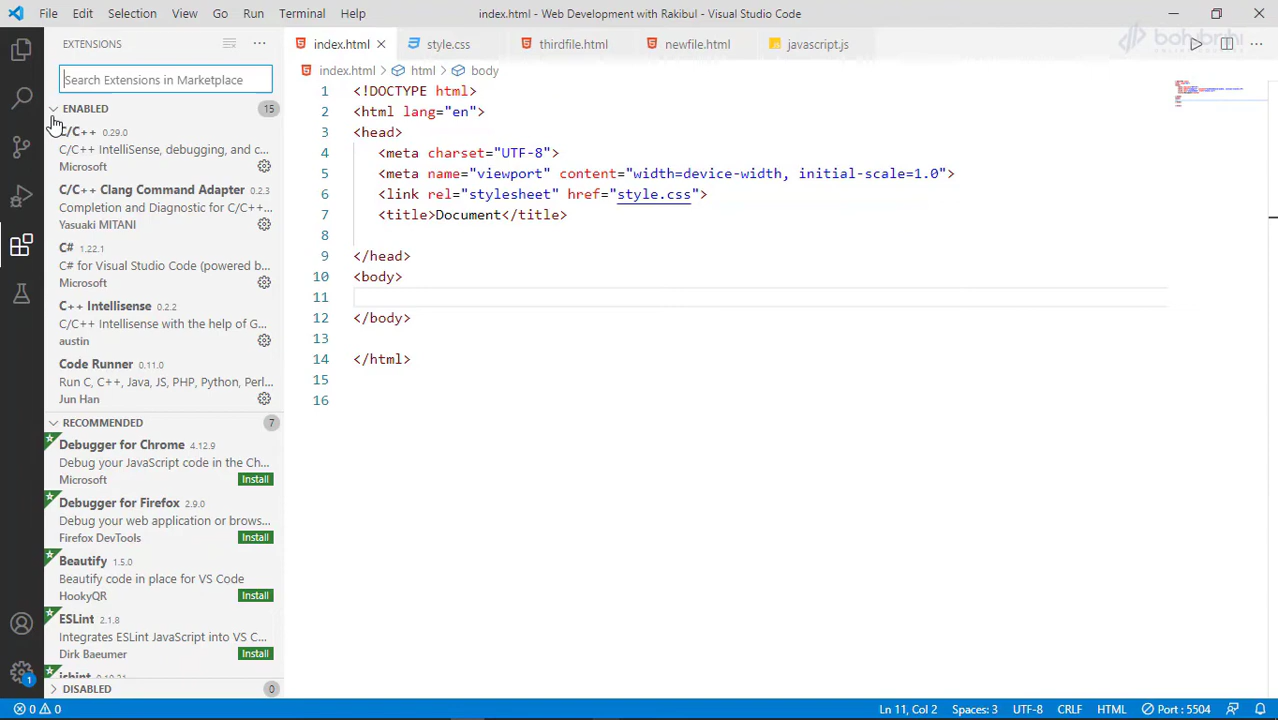 File Edit Selection View Go Run Terminal Help index.html - Web Development with Rakibul - Visual Studio Code
EXTENSIONS
Search Extensions in Marketplace
ENABLED 15
C/C++ 0.29.0
C/C++ IntelliSense, debugging, and c...
Microsoft
C/C++ Clang Command Adapter 0.2.3
Completion and Diagnostic for C/C++...
Yasuaki MITANI
C# 1.22.1
C# for Visual Studio Code (powered b...
Microsoft
C++ Intellisense 0.2.2
C/C++ Intellisense with the help of G...
austin
Code Runner 0.11.0
Run C, C++, Java, JS, PHP, Python, Perl...
Jun Han
RECOMMENDED 7
Debugger for Chrome 4.12.9
Debug your JavaScript code in the Ch...
Microsoft Install
Debugger for Firefox 2.9.0
Debug your web application or brows...
Firefox DevTools Install
Beautify 1.5.0
Beautify code in place for VS Code
HookyQR Install
ESLint 2.1.8
Integrates ESLint JavaScript into VS C...
Dirk Baeumer Install
jshint 0.10.21
DISABLED 0
index.html style.css thirdfile.html newfile.html javascript.js
bohubrihi
index.html html body
1 <!DOCTYPE html>
2 <html lang="en">
3 <head>
4 <meta charset="UTF-8">
5 <meta name="viewport" content="width=device-width, initial-scale=1.0">
6 <link rel="stylesheet" href="style.css">
7 <title>Document</title>
8
9 </head>
10 <body>
11
12 </body>
13
14 </html>
15
16
1
0 0 Ln 11, Col 2 Spaces: 3 UTF-8 CRLF HTML Port : 5504